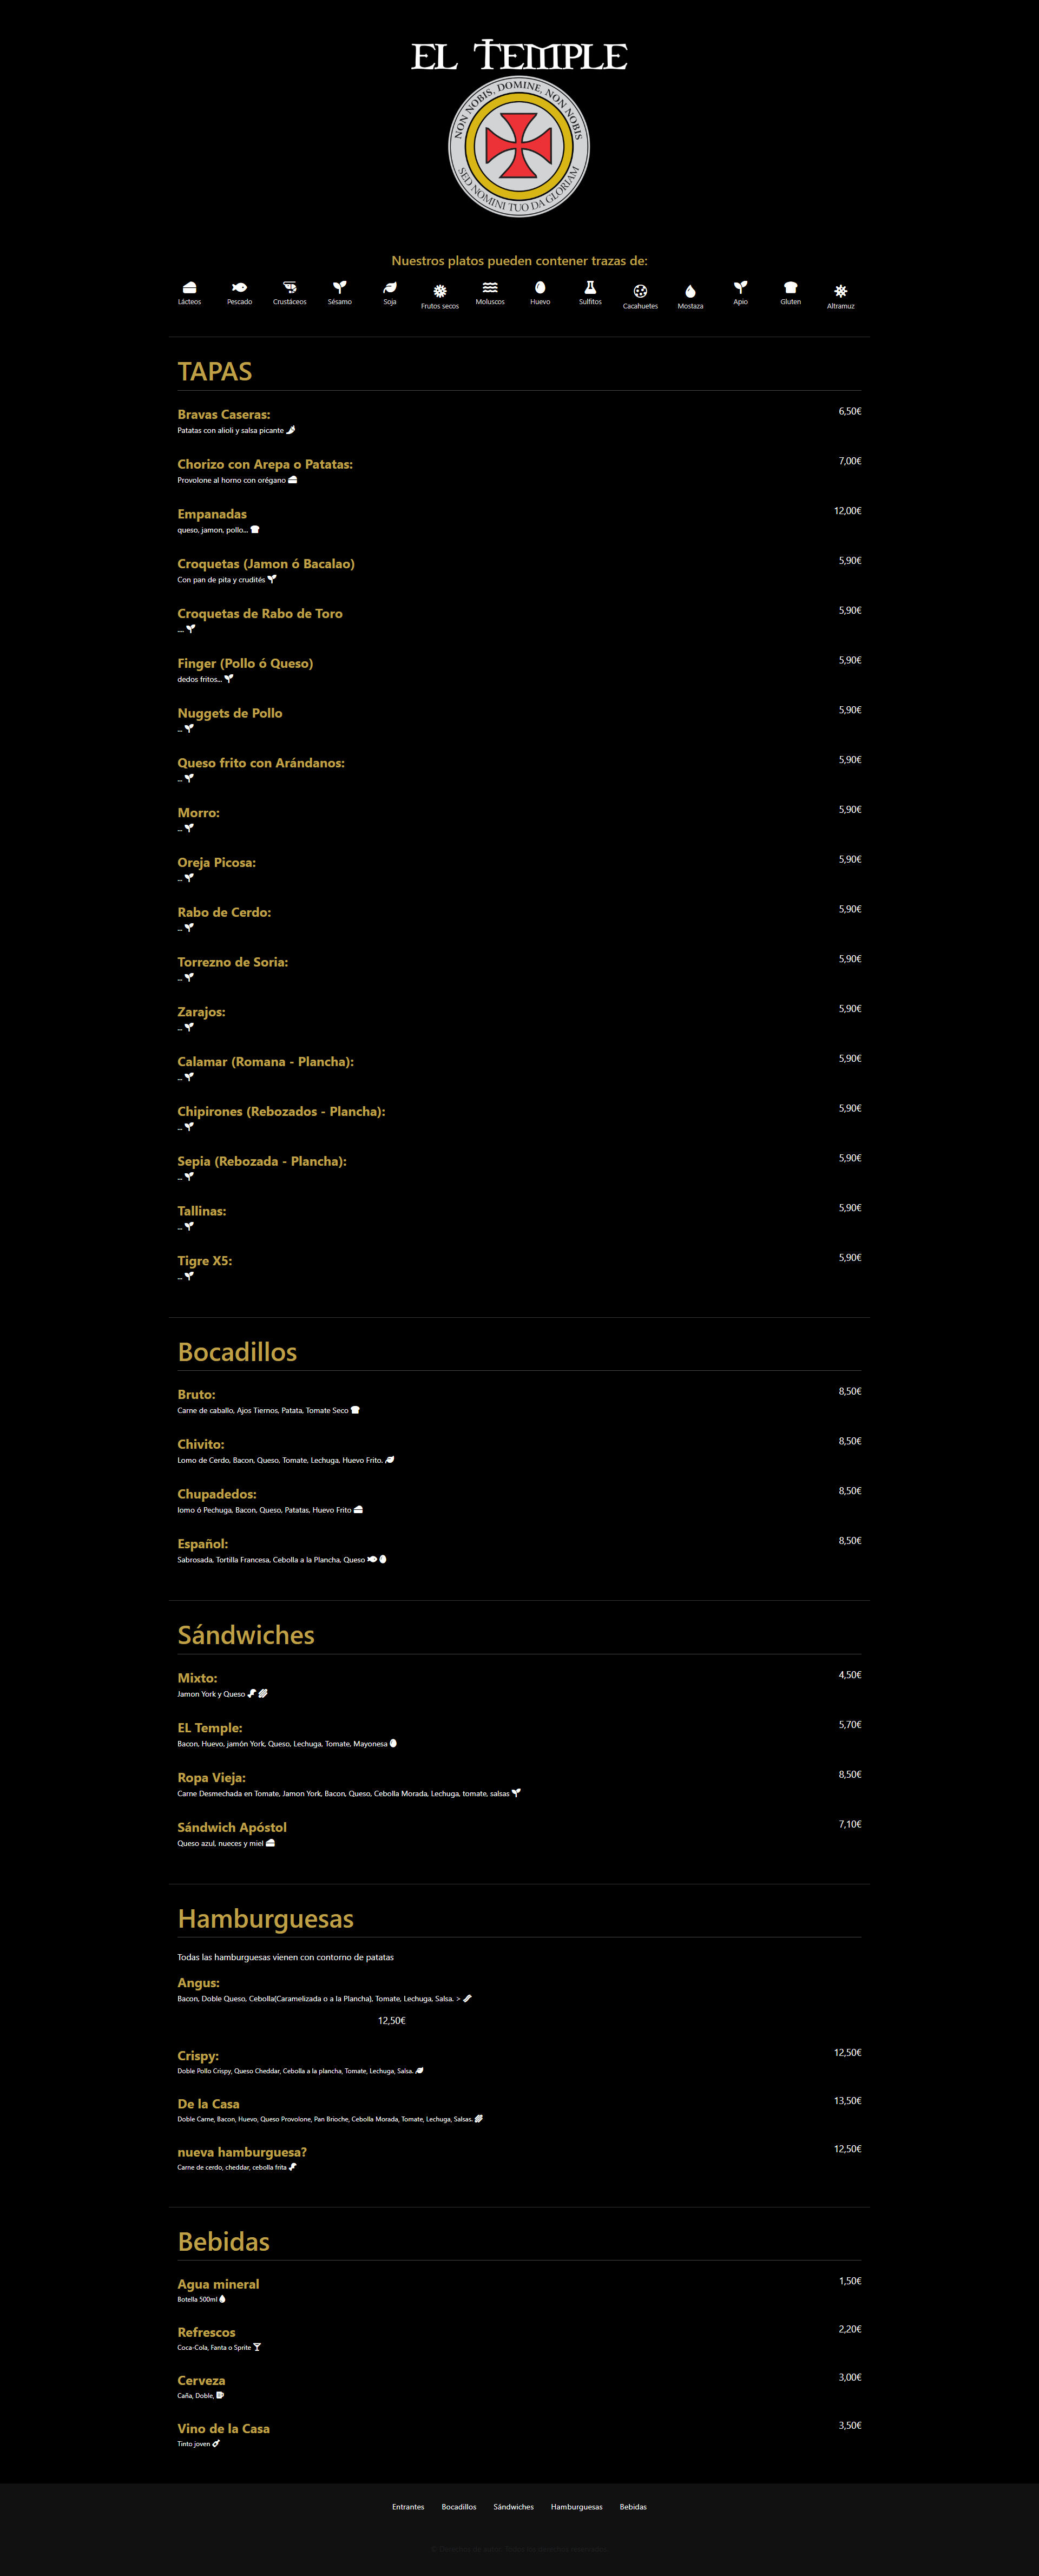 EL TEMPLE
NON NOBIS, DOMINE, NON NOBIS
SED NOMINI TUO DA GLORIAM
Nuestros platos pueden contener trazas de:
Lácteos Pescado Crustáceos Sésamo Soja Frutos secos Moluscos Huevo Sulfitos Cacahuetes Mostaza Apio Gluten Altramuz
TAPAS
Bravas Caseras: 6,50€
Patatas con alioli y salsa picante
Chorizo con Arepa o Patatas: 7,00€
Provolone al horno con orégano
Empanadas 12,00€
queso, jamon, pollo...
Croquetas (Jamon ó Bacalao) 5,90€
Con pan de pita y crudités
Croquetas de Rabo de Toro 5,90€
....
Finger (Pollo ó Queso) 5,90€
dedos fritos...
Nuggets de Pollo 5,90€
...
Queso frito con Arándanos: 5,90€
...
Morro: 5,90€
...
Oreja Picosa: 5,90€
...
Rabo de Cerdo: 5,90€
...
Torrezno de Soria: 5,90€
...
Zarajos: 5,90€
...
Calamar (Romana - Plancha): 5,90€
...
Chipirones (Rebozados - Plancha): 5,90€
...
Sepia (Rebozada - Plancha): 5,90€
...
Tallinas: 5,90€
...
Tigre X5: 5,90€
...
Bocadillos
Bruto: 8,50€
Carne de caballo, Ajos Tiernos, Patata, Tomate Seco
Chivito: 8,50€
Lomo de Cerdo, Bacon, Queso, Tomate, Lechuga, Huevo Frito.
Chupadedos: 8,50€
lomo ó Pechuga, Bacon, Queso, Patatas, Huevo Frito
Español: 8,50€
Sabrosada, Tortilla Francesa, Cebolla a la Plancha, Queso
Sándwiches
Mixto: 4,50€
Jamon York y Queso
EL Temple: 5,70€
Bacon, Huevo, jamón York, Queso, Lechuga, Tomate, Mayonesa
Ropa Vieja: 8,50€
Carne Desmechada en Tomate, Jamon York, Bacon, Queso, Cebolla Morada, Lechuga, tomate, salsas
Sándwich Apóstol 7,10€
Queso azul, nueces y miel
Hamburguesas
Todas las hamburguesas vienen con contorno de patatas
Angus:
Bacon, Doble Queso, Cebolla(Caramelizada o a la Plancha), Tomate, Lechuga, Salsa. >
12,50€
Crispy: 12,50€
Doble Pollo Crispy, Queso Cheddar, Cebolla a la plancha, Tomate, Lechuga, Salsa.
De la Casa 13,50€
Doble Carne, Bacon, Huevo, Queso Provolone, Pan Brioche, Cebolla Morada, Tomate, Lechuga, Salsas.
nueva hamburguesa? 12,50€
Carne de cerdo, cheddar, cebolla frita
Bebidas
Agua mineral 1,50€
Botella 500ml
Refrescos 2,20€
Coca-Cola, Fanta o Sprite
Cerveza 3,00€
Caña, Doble,
Vino de la Casa 3,50€
Tinto joven
Entrantes Bocadillos Sándwiches Hamburguesas Bebidas